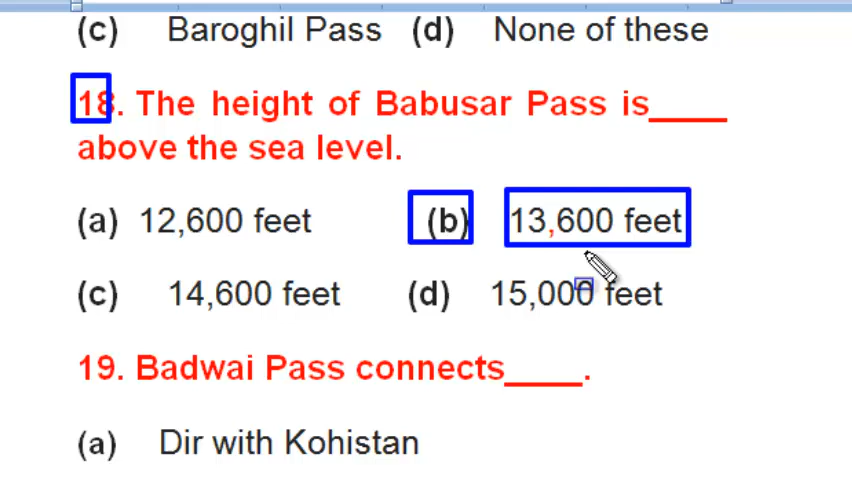 (c) Baroghil Pass (d) None of these
18. The height of Babusar Pass is____
above the sea level.
(a) 12,600 feet (b) 13,600 feet
(c) 14,600 feet (d) 15,000 feet
19. Badwai Pass connects____.
(a) Dir with Kohistan